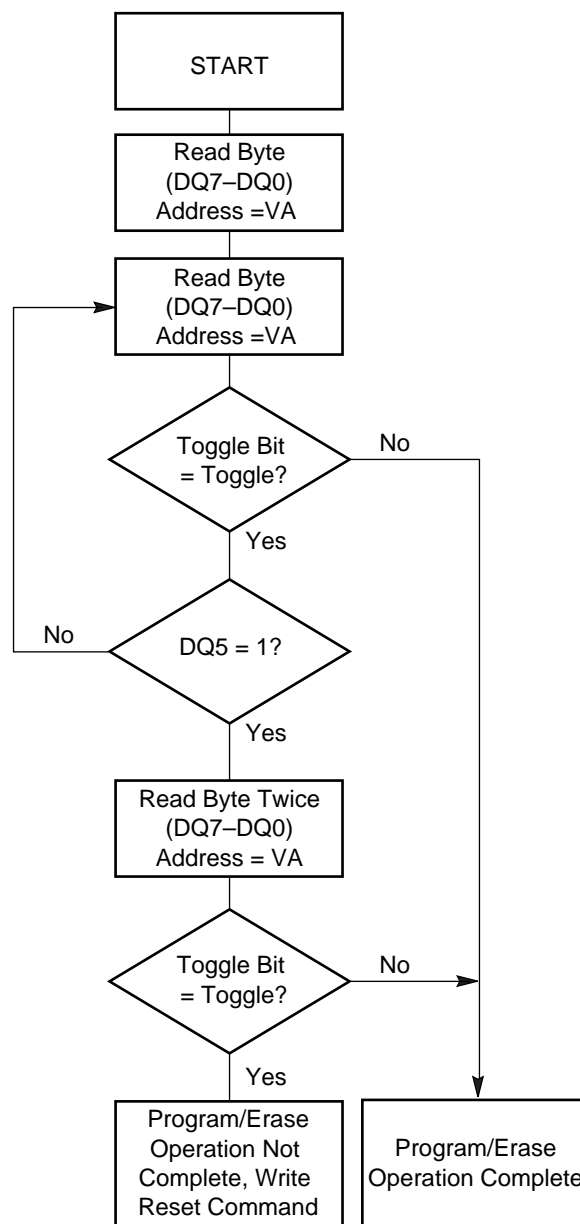 START
Read Byte
(DQ7–DQ0)
Address =VA
Read Byte
(DQ7–DQ0)
Address =VA
Toggle Bit
= Toggle?
No
Yes
No
DQ5 = 1?
Yes
Read Byte Twice
(DQ7–DQ0)
Address = VA
Toggle Bit
= Toggle?
No
Yes
Program/Erase
Operation Not
Complete, Write
Reset Command
Program/Erase
Operation Complete